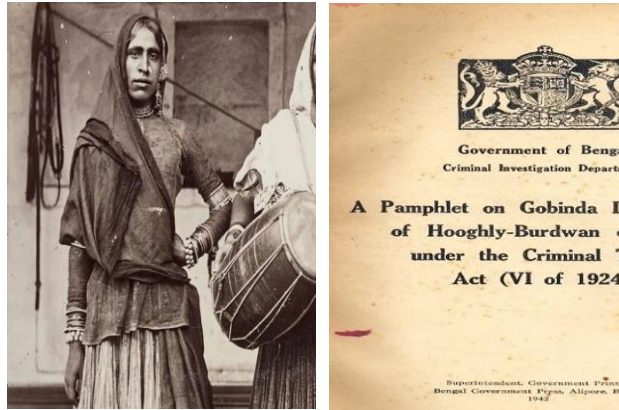 Government of Benga
Criminal Investigation Depart
A Pamphlet on Gobinda
of Hooghly-Burdwan
under the Criminal
Act (VI of 1924
Superintendent, Government Print
Bengal Government Press, Alipore, B
1942